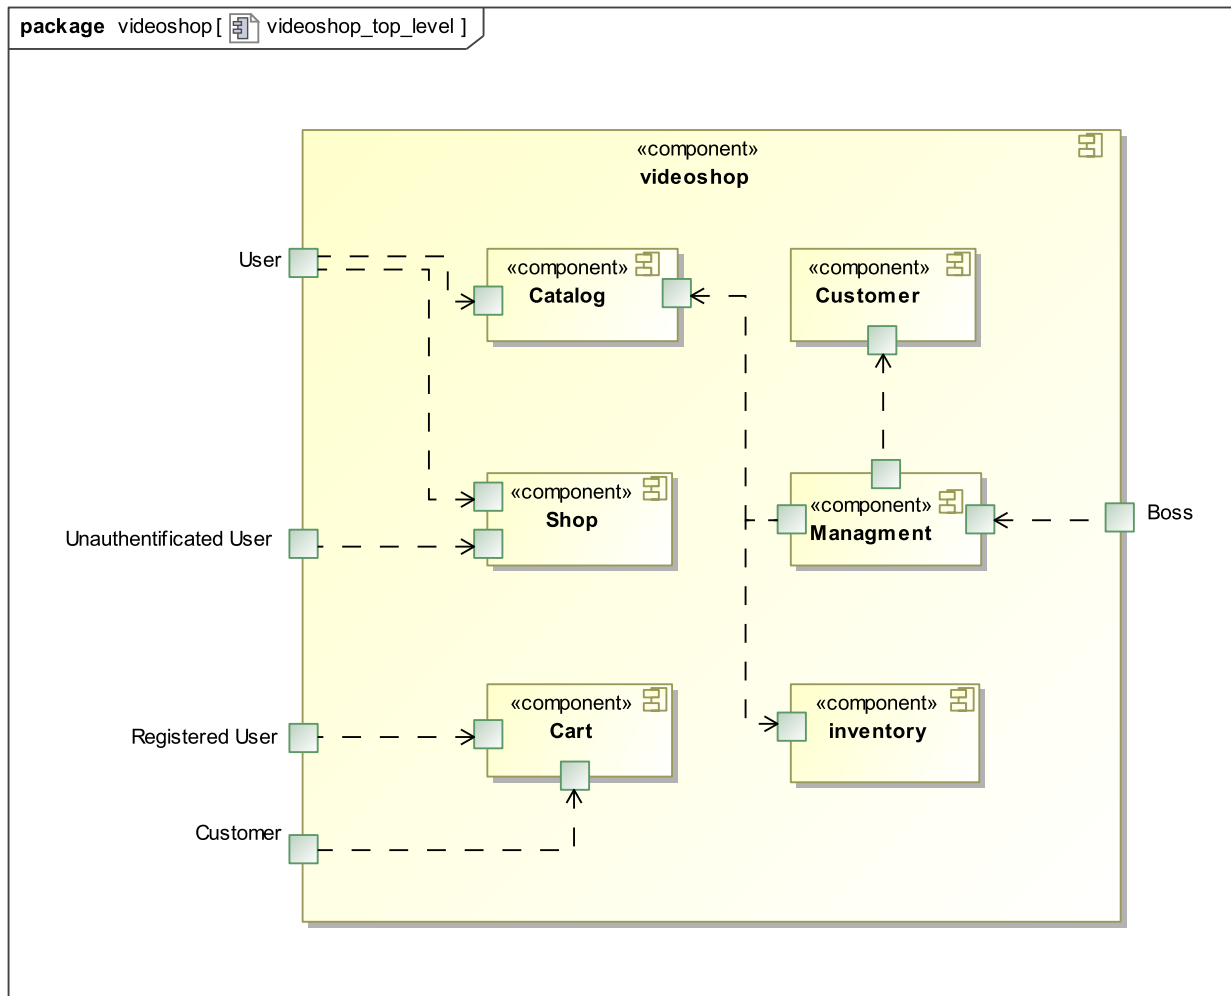 package videoshop [ videoshop_top_level ]
«component»
videoshop
User
«component»
Catalog
«component»
Customer
Unauthentificated User
«component»
Shop
«component»
Managment
Boss
Registered User
«component»
Cart
«component»
inventory
Customer